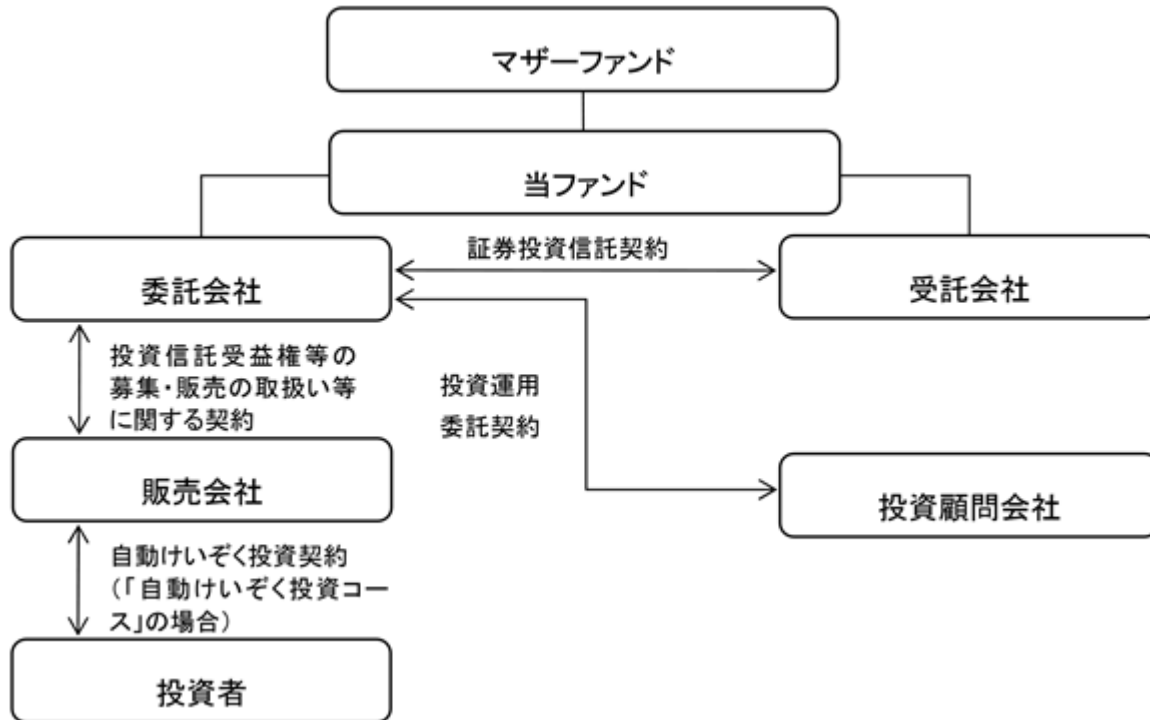 マザーファンド
当ファンド
証券投資信託契約
委託会社
受託会社
投資信託受益権等の
募集・販売の取扱い等
に関する契約
投資運用
委託契約
販売会社
投資顧問会社
自動けいぞく投資契約
(「自動けいぞく投資コー
ス」の場合)
投資者